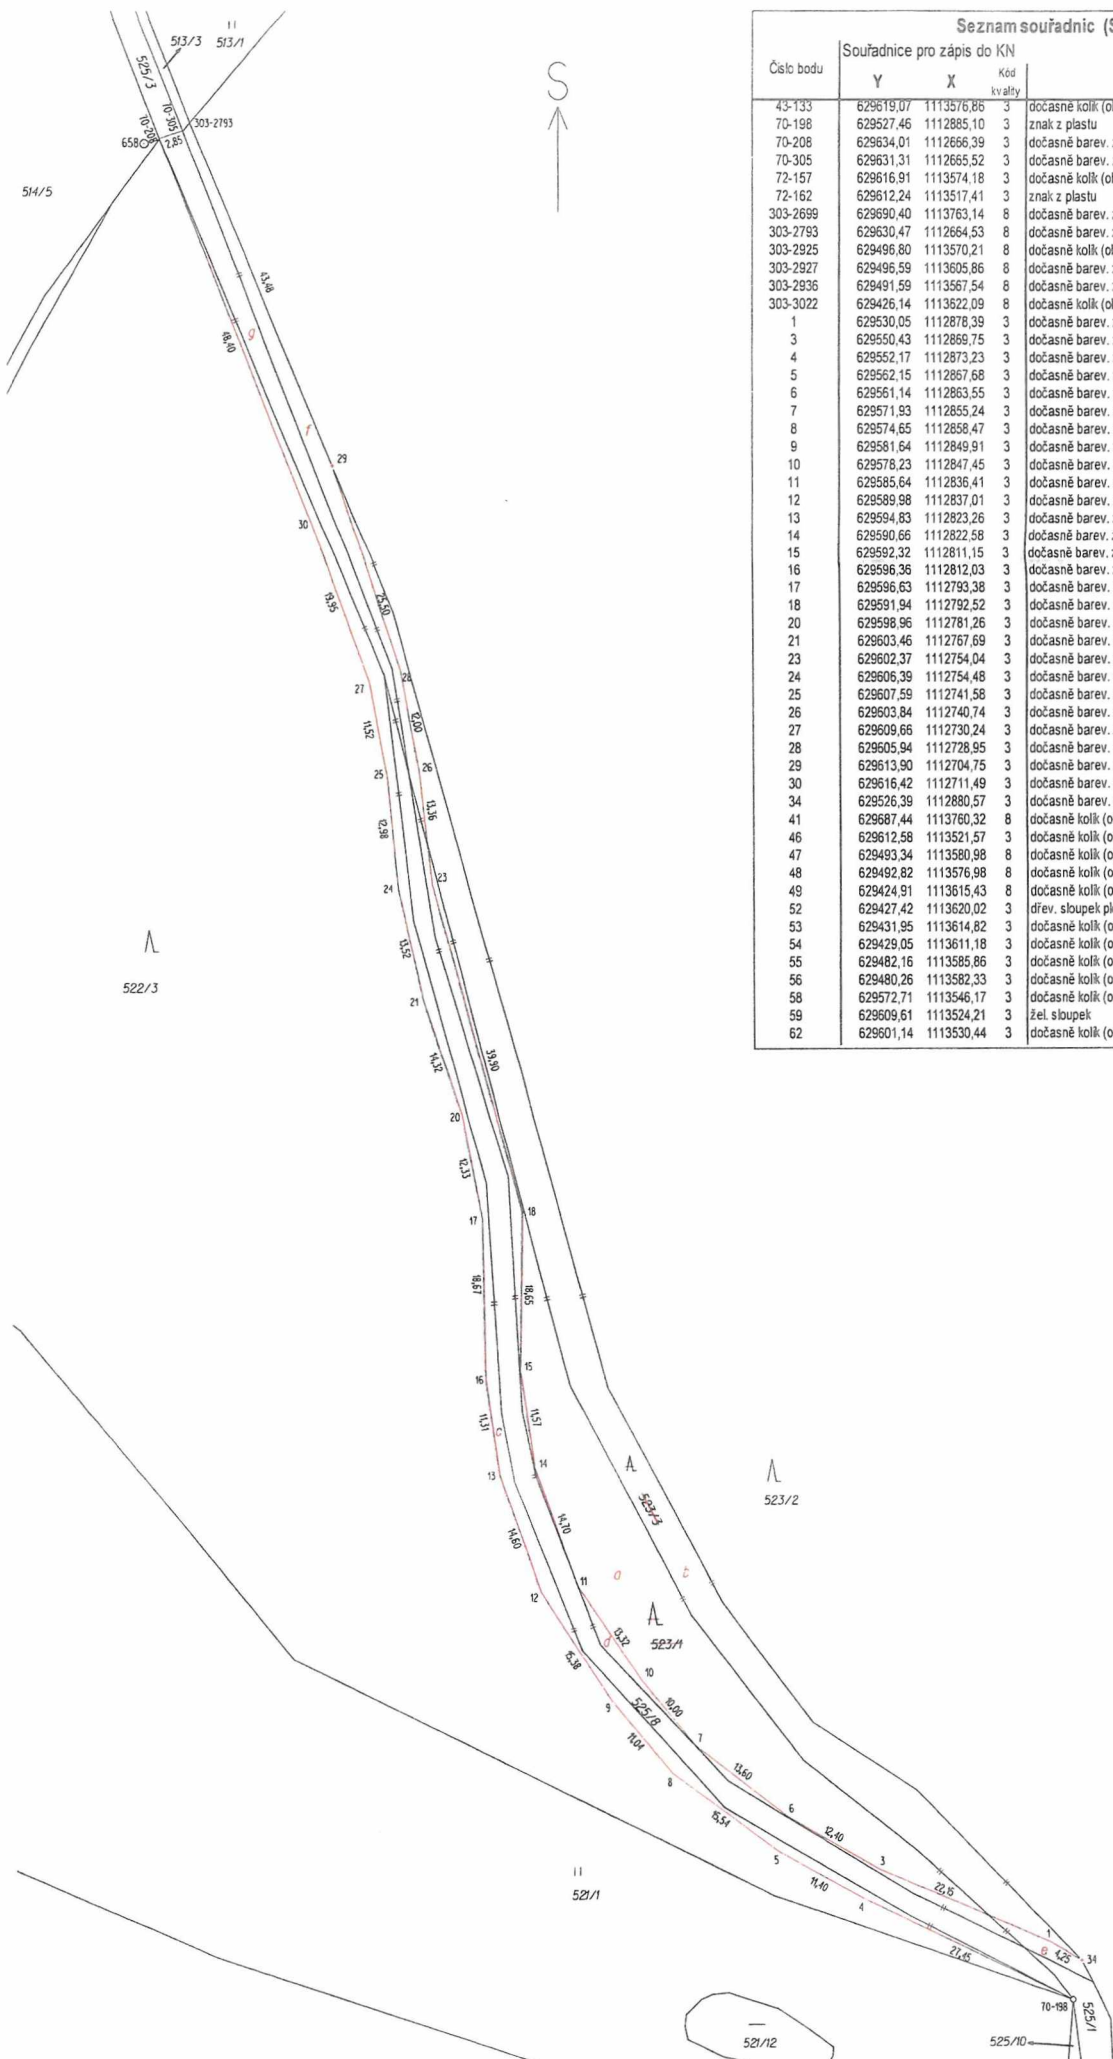 Seznam souřadnic (S
Souřadnice pro zápis do KN
Číslo bodu Y X Kód kvality
43-133 629619,07 1113576,86 3 dočasně kolík (ob
70-198 629527,46 1112885,10 3 znak z plastu
70-208 629634,01 1112666,39 3 dočasně barev.
70-305 629631,31 1112665,52 3 dočasně barev.
72-157 629616,91 1113574,18 3 dočasně kolík (ob
72-162 629612,24 1113517,41 3 znak z plastu
303-2699 629690,40 1113763,14 8 dočasně barev.
303-2793 629630,47 1112664,53 8 dočasně barev.
303-2925 629496,80 1113570,21 8 dočasně kolík (ob
303-2927 629496,59 1113605,86 8 dočasně barev.
303-2936 629491,59 1113567,54 8 dočasně barev.
303-3022 629426,14 1113622,09 8 dočasně kolík (ob
1 629530,05 1112878,39 3 dočasně barev.
3 629550,43 1112869,75 3 dočasně barev.
4 629552,17 1112873,23 3 dočasně barev.
5 629562,15 1112867,68 3 dočasně barev.
6 629561,14 1112863,55 3 dočasně barev.
7 629571,93 1112855,24 3 dočasně barev.
8 629574,65 1112858,47 3 dočasně barev.
9 629581,64 1112849,91 3 dočasně barev.
10 629578,23 1112847,45 3 dočasně barev.
11 629585,64 1112836,41 3 dočasně barev.
12 629589,98 1112837,01 3 dočasně barev.
13 629594,83 1112823,26 3 dočasně barev.
14 629590,66 1112822,58 3 dočasně barev.
15 629592,32 1112811,15 3 dočasně barev. z
16 629596,36 1112812,03 3 dočasně barev.
17 629596,63 1112793,38 3 dočasně barev.
18 629591,94 1112792,52 3 dočasně barev.
20 629598,96 1112781,26 3 dočasně barev.
21 629603,46 1112767,69 3 dočasně barev.
23 629602,37 1112754,04 3 dočasně barev.
24 629606,39 1112754,48 3 dočasně barev.
25 629607,59 1112741,58 3 dočasně barev.
26 629603,84 1112740,74 3 dočasně barev.
27 629609,66 1112730,24 3 dočasně barev.
28 629605,94 1112728,95 3 dočasně barev.
29 629613,90 1112704,75 3 dočasně barev.
30 629616,42 1112711,49 3 dočasně barev.
34 629526,39 1112880,57 3 dočasně barev.
41 629687,44 1113760,32 8 dočasně kolík (o
46 629612,58 1113521,57 3 dočasně kolík (o
47 629493,34 1113580,98 8 dočasně kolík (o
48 629492,82 1113576,98 8 dočasně kolík (o
49 629424,91 1113615,43 8 dočasně kolík (o
52 629427,42 1113620,02 3 dřev. sloupek pl
53 629431,95 1113614,82 3 dočasně kolík (o
54 629429,05 1113611,18 3 dočasně kolík (o
55 629482,16 1113585,86 3 dočasně kolík (o
56 629480,26 1113582,33 3 dočasně kolík (o
58 629572,71 1113546,17 3 dočasně kolík (o
59 629609,61 1113524,21 3 žel. sloupek
62 629601,14 1113530,44 3 dočasně kolík (o
513/3
513/1
525/3
S
70-305
303-2793
70-208
2,85
658
514/5
43,48
48,40
g
f
29
30
25,50
19,95
28
27
12,00
11,52
26
25
13,36
12,98
23
24
522/3
13,52
21
39,90
14,32
20
12,33
18
17
18,67
18,65
15
16
11,57
11,31
c
14
13
523/2
523/3
14,70
14,60
11
a
b
12
13,32
d
523/1
15,38
10
525/8
10,00
9
7
11,04
13,60
8
6
15,54
12,40
5
3
521/1
11,40
22,15
4
1
e
4,25
34
27,45
70-198
525/1
521/12
525/10